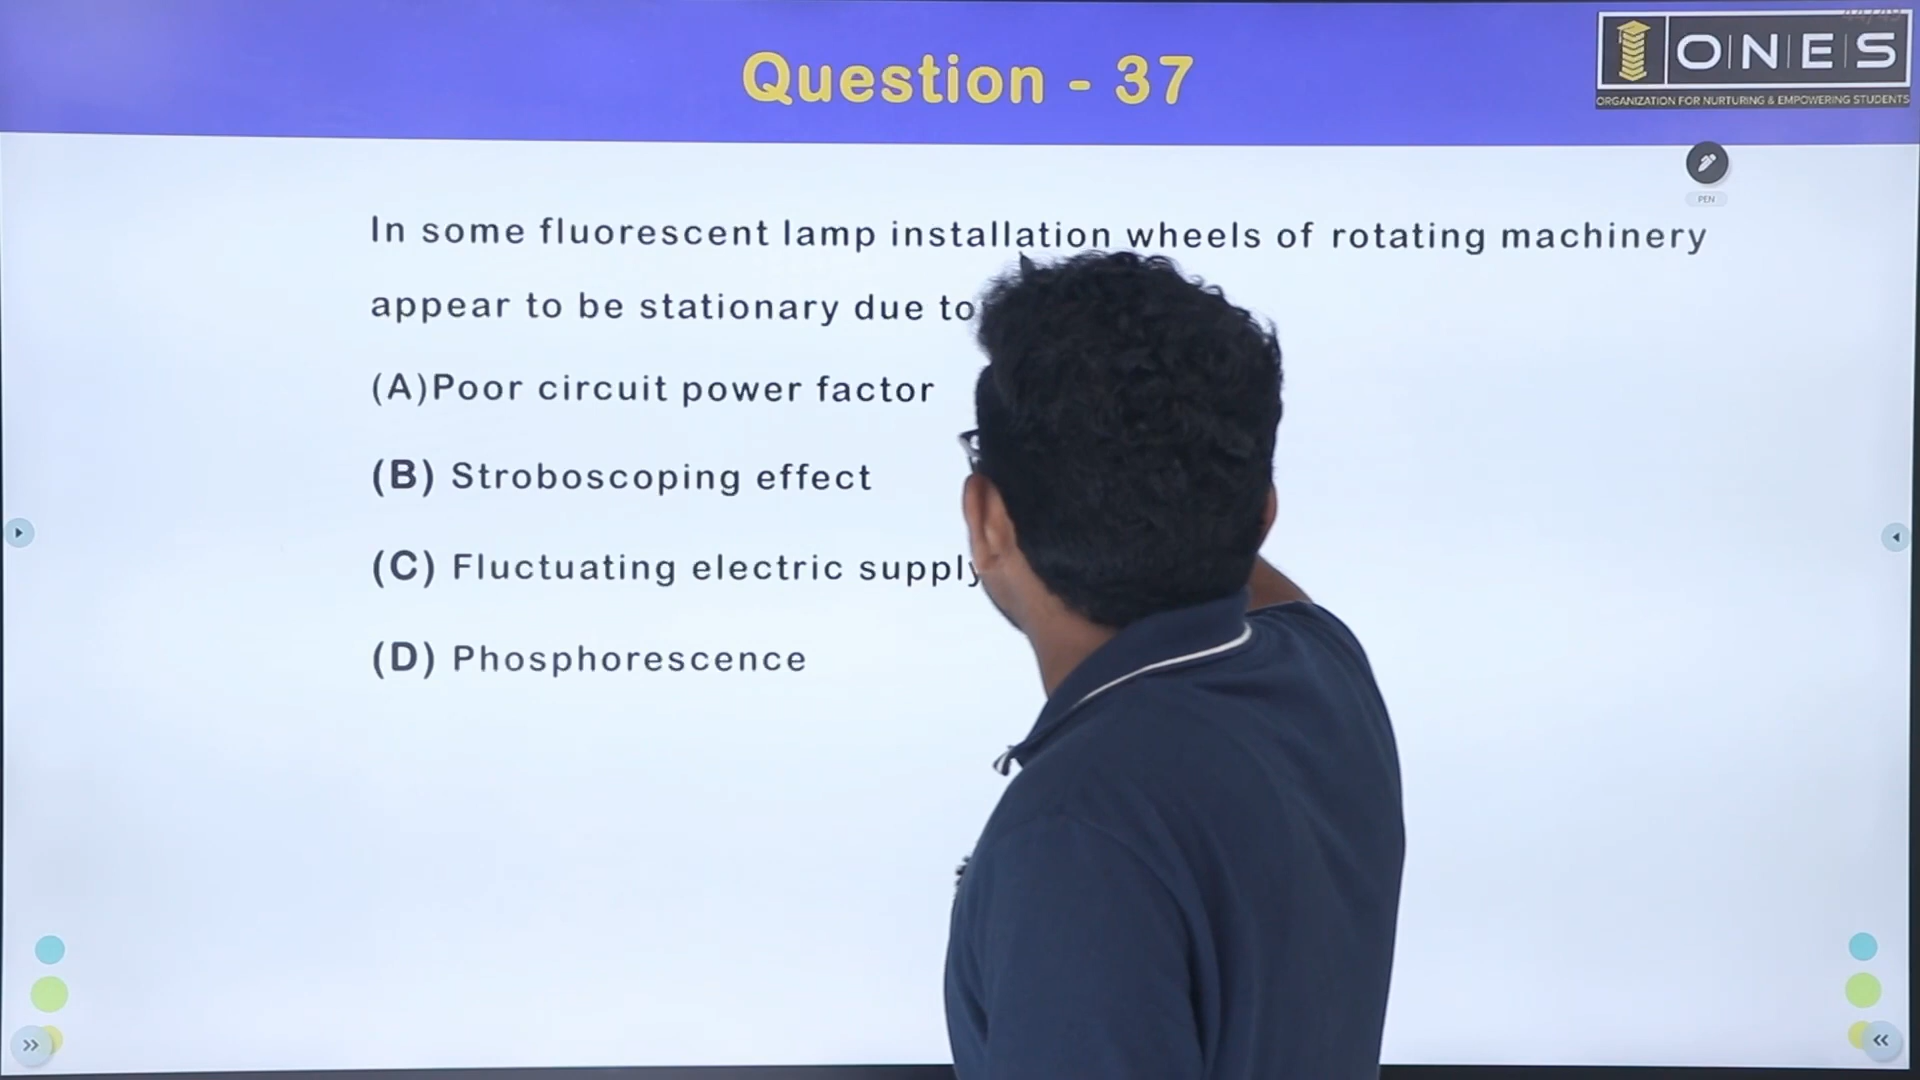 Question - 37
O|N|E|S
ORGANIZATION FOR NURTURING & EMPOWERING STUDENTS
PEN
In some fluorescent lamp installation wheels of rotating machinery
appear to be stationary due to
(A)Poor circuit power factor
(B) Stroboscoping effect
(C) Fluctuating electric supply
(D) Phosphorescence